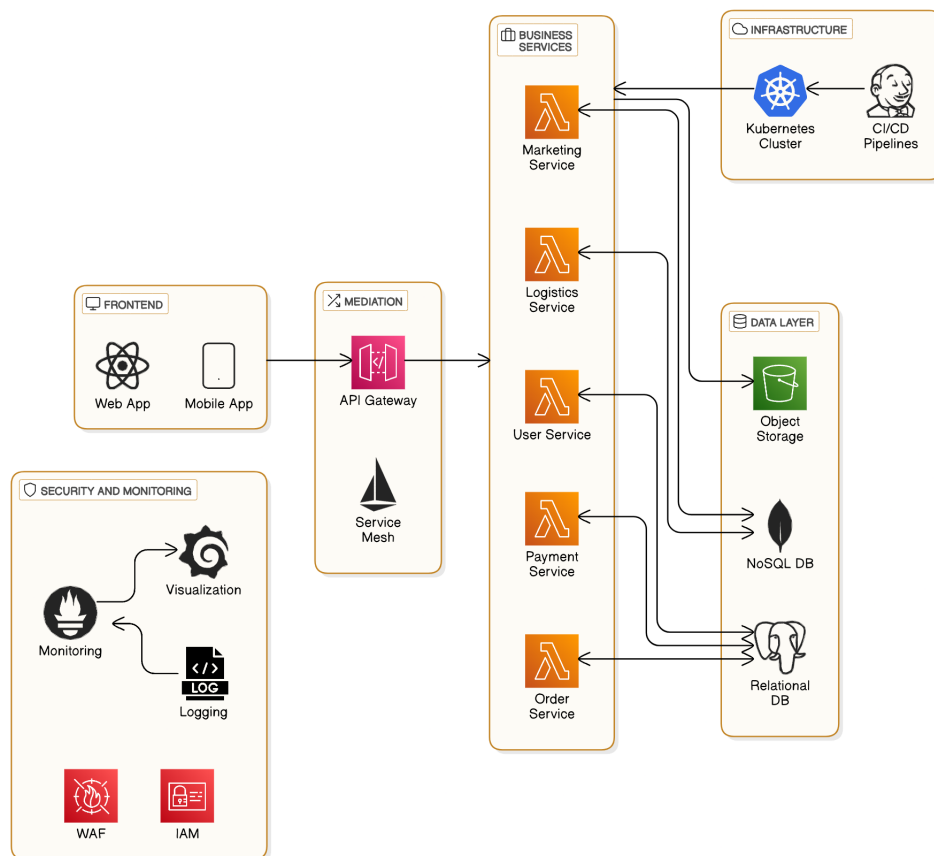 BUSINESS
SERVICES
Marketing
Service
Logistics
Service
User Service
Payment
Service
Order
Service
INFRASTRUCTURE
Kubernetes
Cluster
CI/CD
Pipelines
FRONTEND
Web App
Mobile App
MEDIATION
API Gateway
Service
Mesh
DATA LAYER
Object
Storage
NoSQL DB
Relational
DB
SECURITY AND MONITORING
Visualization
Monitoring
LOG
Logging
WAF
IAM